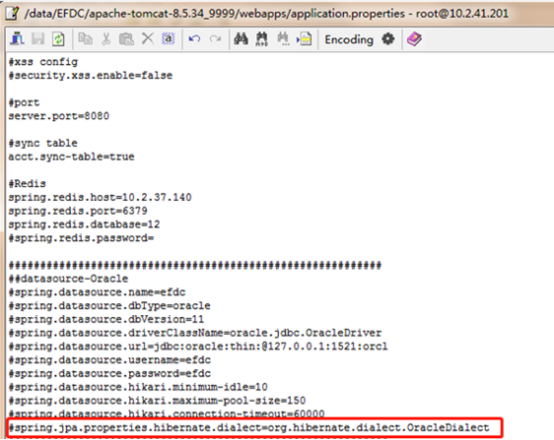 /data/EFDC/apache-tomcat-8.5.34_9999/webapps/application.properties - root@10.2.41.201
Encoding
#xss config
#security.xss.enable=false
#port
server.port=8080
#sync table
acct.sync-table=true
#Redis
spring.redis.host=10.2.37.140
spring.redis.port=6379
spring.redis.database=12
#spring.redis.password=
##########################################################
##datasource-Oracle
#spring.datasource.name=efdc
#spring.datasource.dbType=oracle
#spring.datasource.dbVersion=11
#spring.datasource.driverClassName=oracle.jdbc.OracleDriver
#spring.datasource.url=jdbc:oracle:thin:@127.0.0.1:1521:orcl
#spring.datasource.username=efdc
#spring.datasource.password=efdc
#spring.datasource.hikari.minimum-idle=10
#spring.datasource.hikari.maximum-pool-size=150
#spring.datasource.hikari.connection-timeout=60000
#spring.jpa.properties.hibernate.dialect=org.hibernate.dialect.OracleDialect